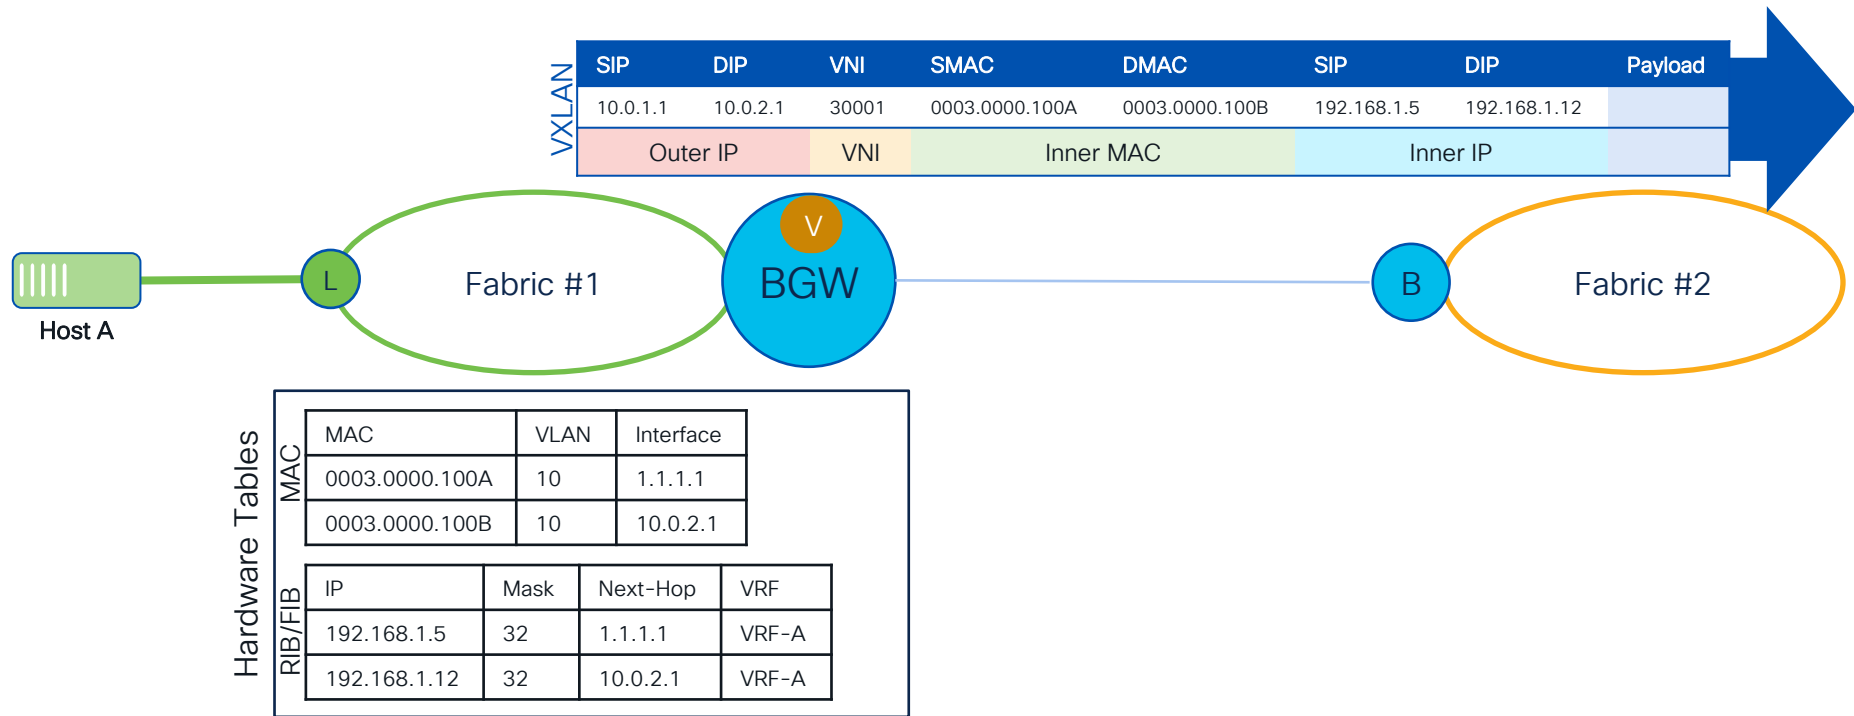 VXLAN
SIP DIP VNI SMAC DMAC SIP DIP Payload
10.0.1.1 10.0.2.1 30001 0003.0000.100A 0003.0000.100B 192.168.1.5 192.168.1.12
Outer IP VNI Inner MAC Inner IP
V
L Fabric #1 BGW B Fabric #2
Host A
Hardware Tables
MAC
MAC VLAN Interface
0003.0000.100A 10 1.1.1.1
0003.0000.100B 10 10.0.2.1
RIB/FIB
IP Mask Next-Hop VRF
192.168.1.5 32 1.1.1.1 VRF-A
192.168.1.12 32 10.0.2.1 VRF-A